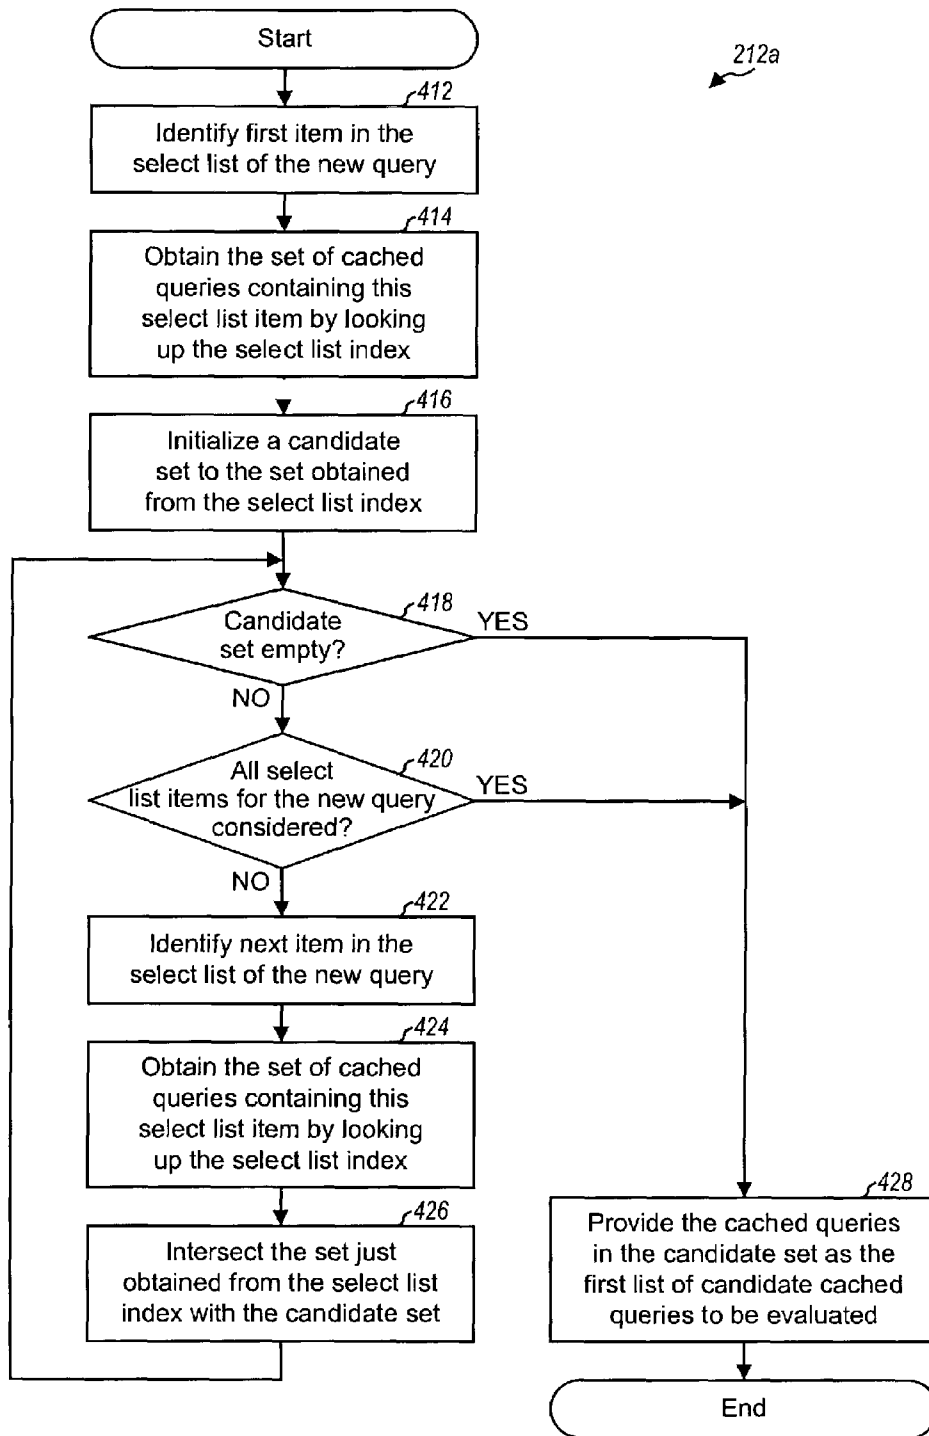 Start
212a
412
Identify first item in the
select list of the new query
414
Obtain the set of cached
queries containing this
select list item by looking
up the select list index
416
Initialize a candidate
set to the set obtained
from the select list index
418
Candidate
set empty?
YES
NO
420
All select
list items for the new query
considered?
YES
NO
422
Identify next item in the
select list of the new query
424
Obtain the set of cached
queries containing this
select list item by looking
up the select list index
426
Intersect the set just
obtained from the select list
index with the candidate set
428
Provide the cached queries
in the candidate set as the
first list of candidate cached
queries to be evaluated
End